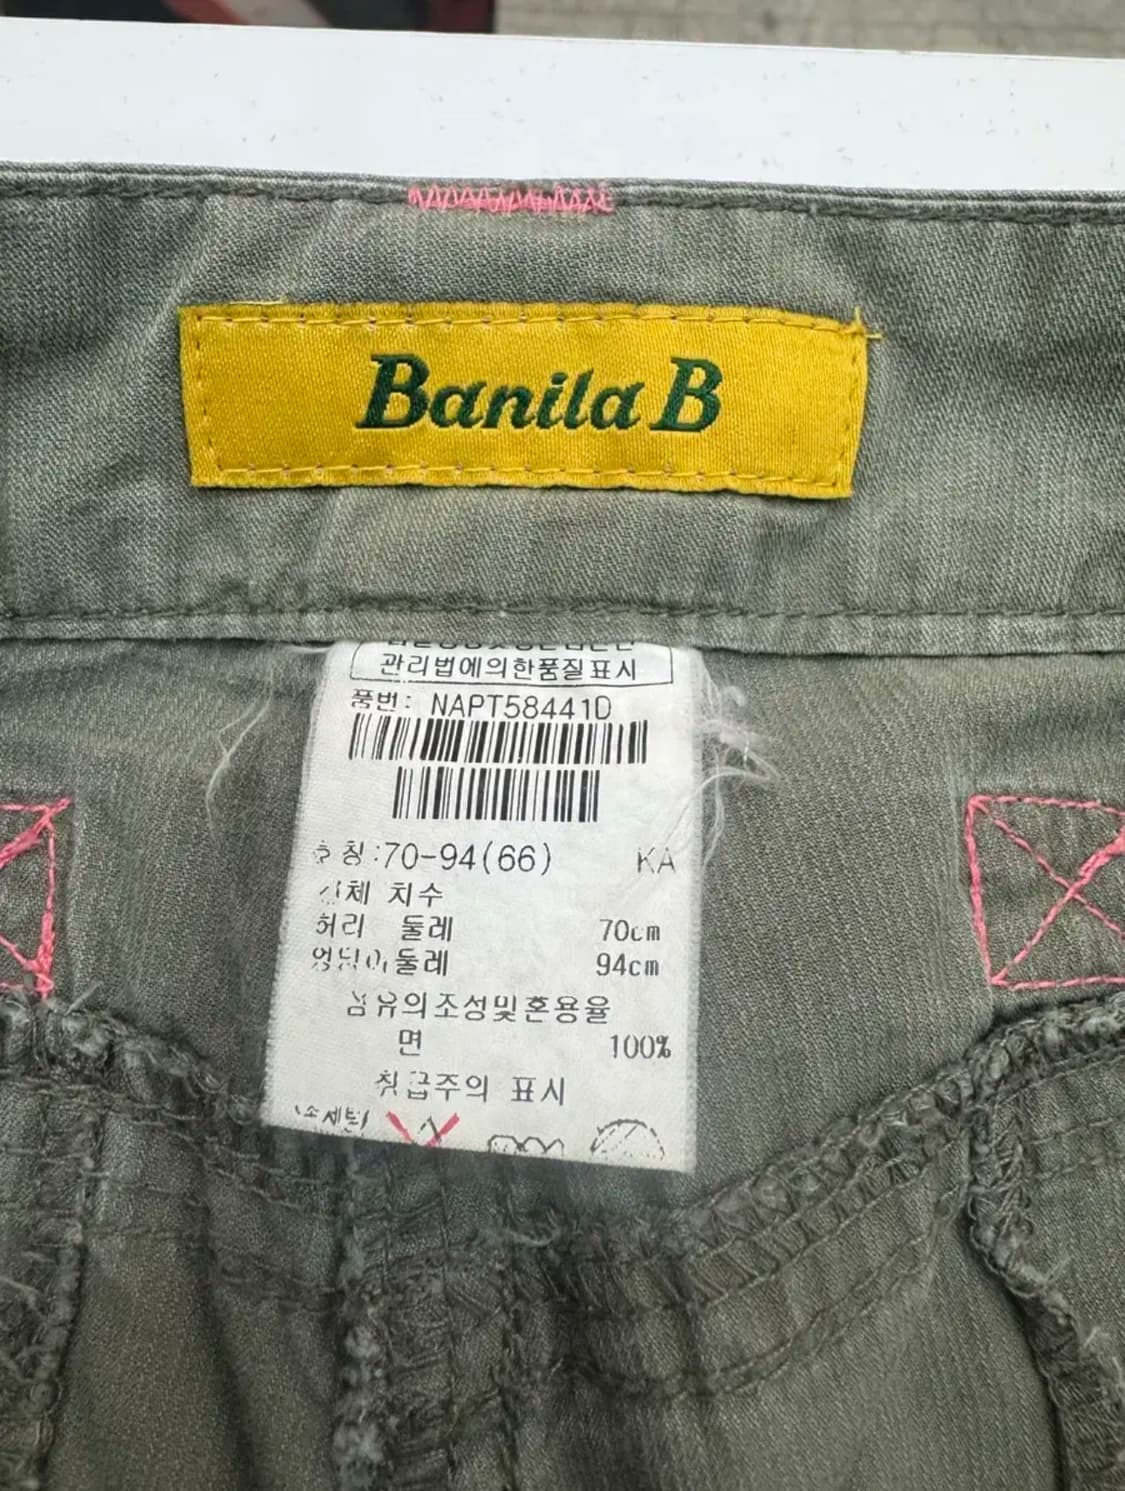 Banila B
관리법에의한품질표시
품번: NAPT58441D
호칭:70-94(66) KA
신체 치수
허리 둘레 70cm
엉덩이둘레 94cm
섬유의조성및혼용율
면 100%
취급주의 표시